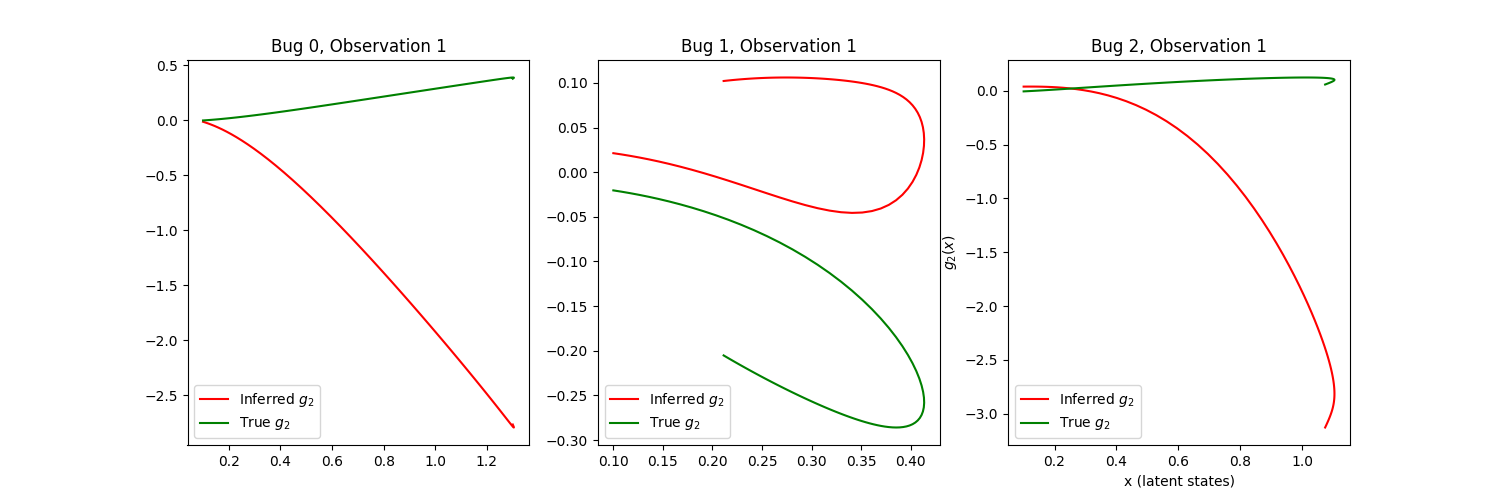 Bug 0, Observation 1
0.5
0.0
−0.5
−1.0
−1.5
−2.0
−2.5
0.2 0.4 0.6 0.8 1.0 1.2
Inferred g₂
True g₂
Bug 1, Observation 1
0.10
0.05
0.00
−0.05
−0.10
−0.15
−0.20
−0.25
−0.30
0.10 0.15 0.20 0.25 0.30 0.35 0.40
Inferred g₂
True g₂
Bug 2, Observation 1
g₂(x)
0.0
−0.5
−1.0
−1.5
−2.0
−2.5
−3.0
0.2 0.4 0.6 0.8 1.0
x (latent states)
Inferred g₂
True g₂